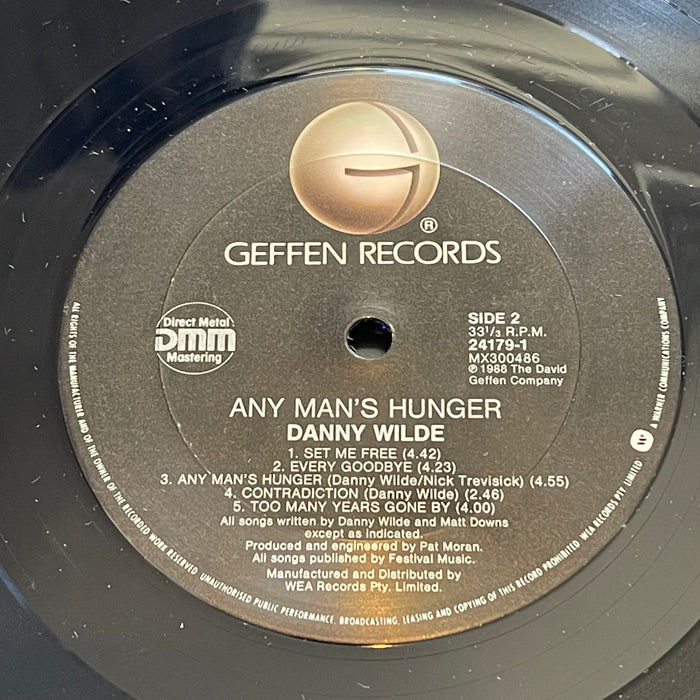 G
®
GEFFEN RECORDS
Direct Metal
DMM
Mastering
SIDE 2
33 1/3 R.P.M.
24179-1
MX300486
℗ 1988 The David
Geffen Company
ANY MAN'S HUNGER
DANNY WILDE
1. SET ME FREE (4.42)
2. EVERY GOODBYE (4.23)
3. ANY MAN'S HUNGER (Danny Wilde/Nick Trevisick) (4.55)
4. CONTRADICTION (Danny Wilde) (2.46)
5. TOO MANY YEARS GONE BY (4.00)
All songs written by Danny Wilde and Matt Downs
except as indicated.
Produced and engineered by Pat Moran.
All songs published by Festival Music.
Manufactured and Distributed by
WEA Records Pty. Limited.
ALL RIGHTS OF THE MANUFACTURER AND OF THE OWNER OF THE RECORDED WORK RESERVED UNAUTHORISED PUBLIC PERFORMANCE, BROADCASTING, LEASING AND COPYING OF THIS RECORD PROHIBITED WEA RECORDS PTY LIMITED W A WARNER COMMUNICATIONS COMPANY